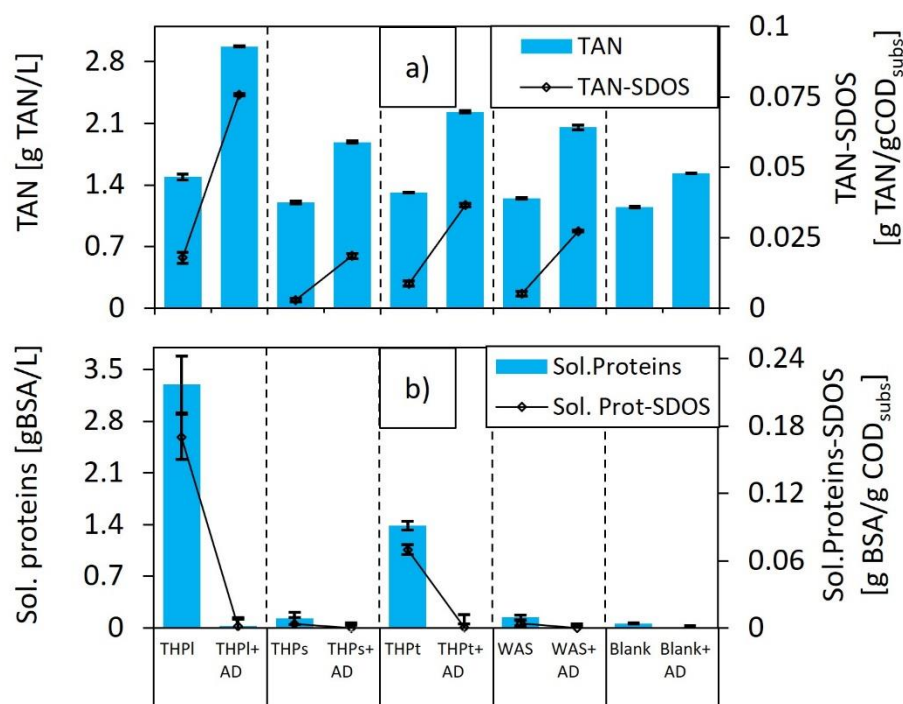 TAN [g TAN/L]
2.8
2.1
1.4
0.7
0
a)
TAN
TAN-SDOS
0.1
0.075
0.05
0.025
0
TAN-SDOS
[g TAN/gCODsubs]
Sol. proteins [gBSA/L]
3.5
2.8
2.1
1.4
0.7
0
b)
Sol.Proteins
Sol. Prot-SDOS
0.24
0.18
0.12
0.06
0
Sol.Proteins-SDOS
[g BSA/g CODsubs]
THPl THPl+ THPs THPs+ THPt THPt+ WAS WAS+ Blank Blank+
AD AD AD AD AD